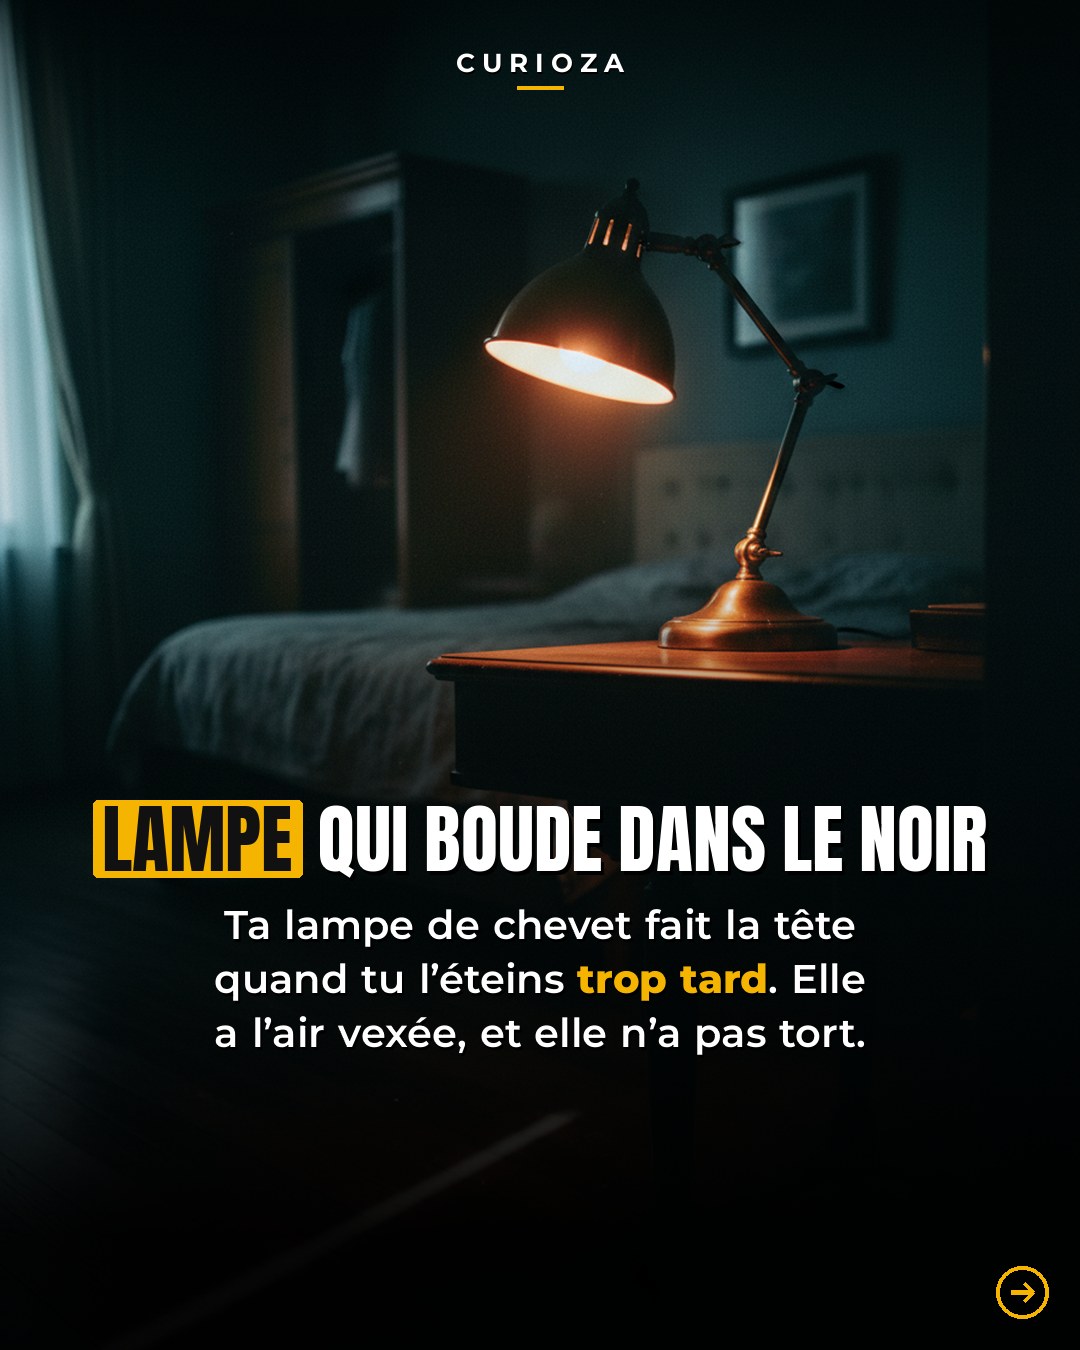 CURIOZA
LAMPE QUI BOUDE DANS LE NOIR
Ta lampe de chevet fait la tête
quand tu l’éteins trop tard. Elle
a l’air vexée, et elle n’a pas tort.